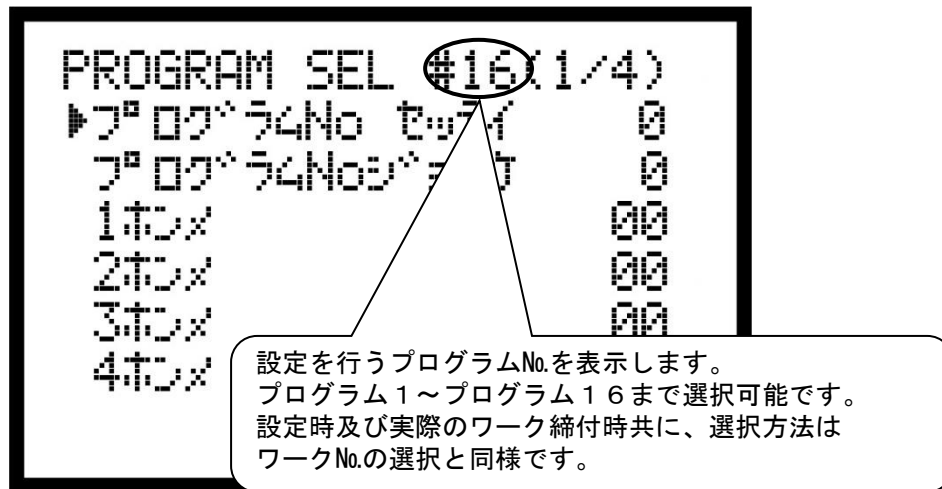 PROGRAM SEL #16(1/4)
▶プログラムNo セッテイ 0
プログラムNoジョ 0
1ホンメ 00
2ホンメ 00
3ホンメ 00
4ホンメ
設定を行うプログラム№を表示します。
プログラム１～プログラム１６まで選択可能です。
設定時及び実際のワーク締付時共に、選択方法は
ワーク№の選択と同様です。